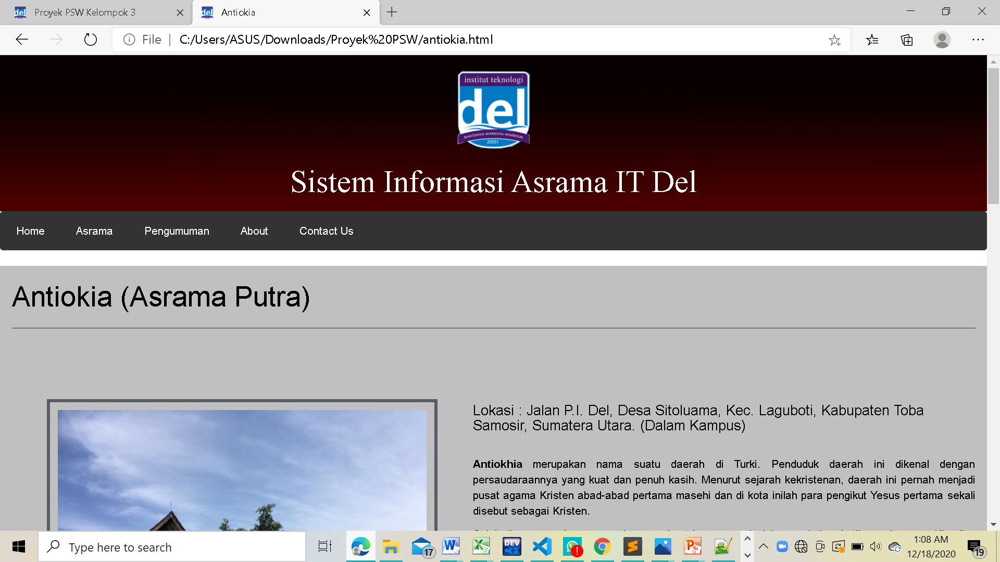 Proyek PSW Kelompok 3
Antiokia
File | C:/Users/ASUS/Downloads/Proyek%20PSW/antiokia.html
institut teknologi
del
MARTUHAN-MARROHA-MARBISUK
2001
Sistem Informasi Asrama IT Del
Home Asrama Pengumuman About Contact Us
Antiokia (Asrama Putra)
Lokasi : Jalan P.I. Del, Desa Sitoluama, Kec. Laguboti, Kabupaten Toba
Samosir, Sumatera Utara. (Dalam Kampus)
Antiokhia merupakan nama suatu daerah di Turki. Penduduk daerah ini dikenal dengan
persaudaraannya yang kuat dan penuh kasih. Menurut sejarah kekristenan, daerah ini pernah menjadi
pusat agama Kristen abad-abad pertama masehi dan di kota inilah para pengikut Yesus pertama sekali
disebut sebagai Kristen.
Type here to search
17
DEV
C++
1:08 AM
12/18/2020
19